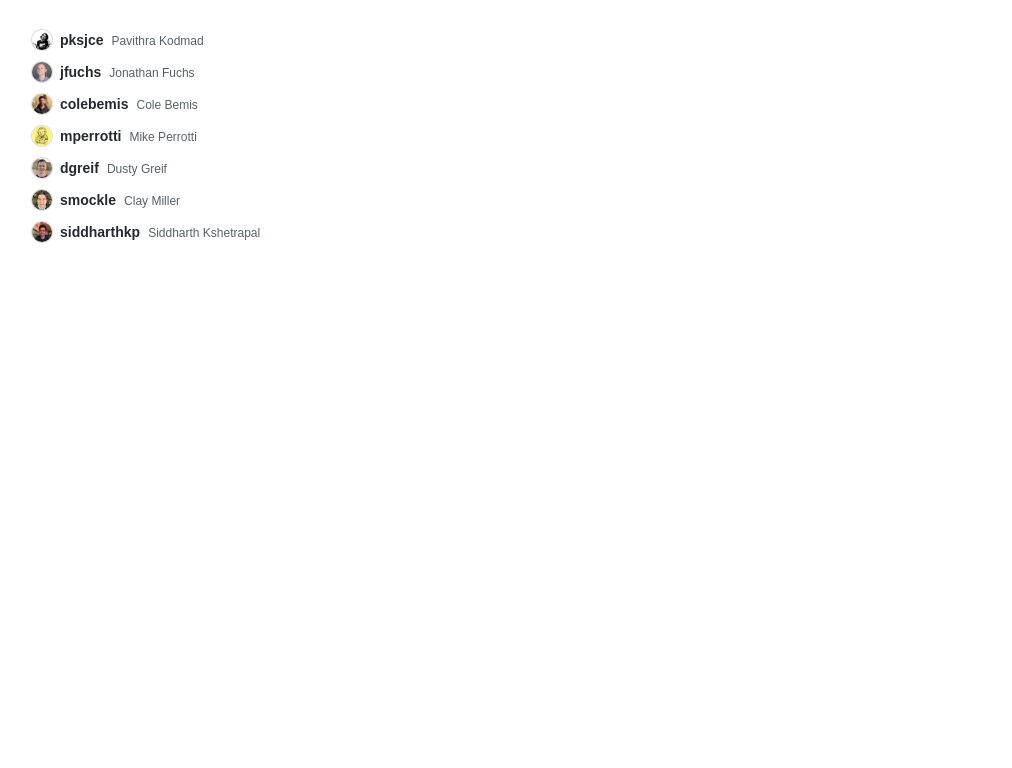 pksjce Pavithra Kodmad
jfuchs Jonathan Fuchs
colebemis Cole Bemis
mperrotti Mike Perrotti
dgreif Dusty Greif
smockle Clay Miller
siddharthkp Siddharth Kshetrapal